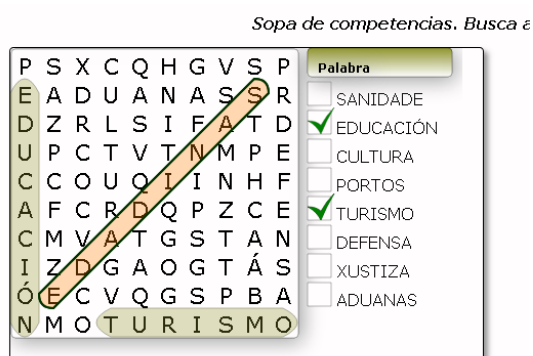 Sopa de competencias. Busca a
P S X C Q H G V S P
E A D U A N A S S R
D Z R L S I F A T D
U P C T V T N M P E
C C O U Q I I N H F
A F C R D Q P Z C E
C M V A T G S T A N
I Z D G A O G T Á S
Ó E C V Q G S P B A
N M O T U R I S M O
Palabra
SANIDADE
EDUCACIÓN
CULTURA
PORTOS
TURISMO
DEFENSA
XUSTIZA
ADUANAS